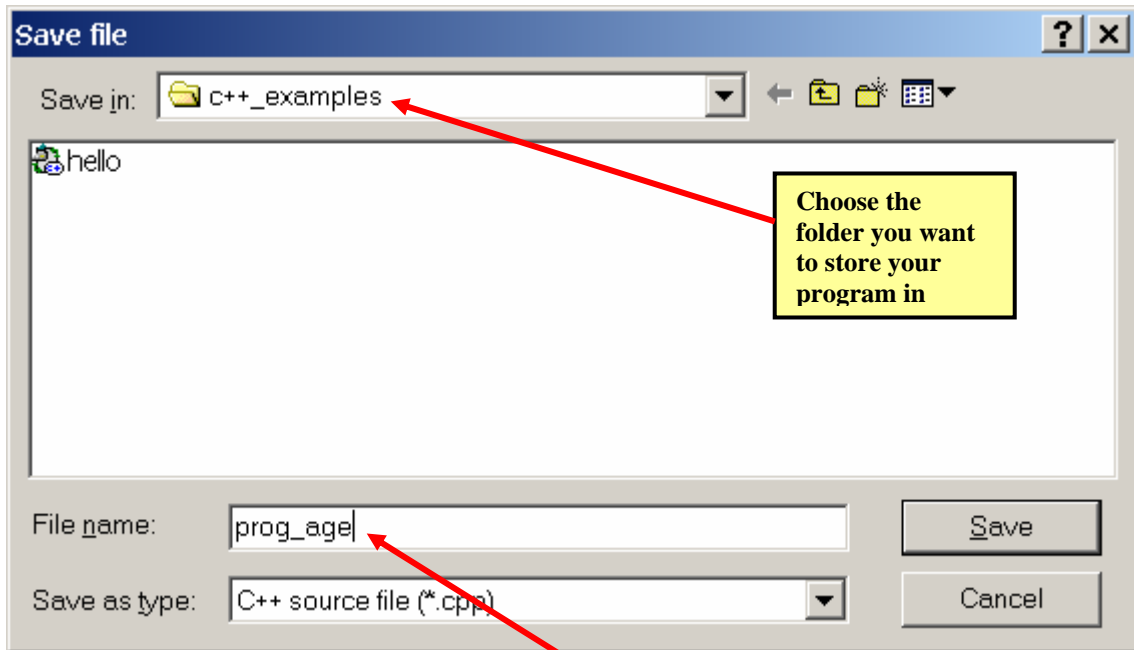 Save file
Save in: c++_examples
hello
Choose the
folder you want
to store your
program in
File name: prog_age
Save
Save as type: C++ source file (*.cpp)
Cancel